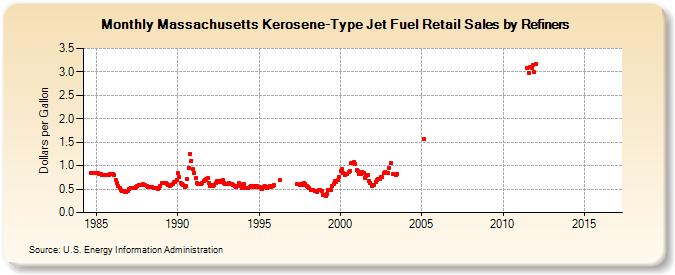 Monthly Massachusetts Kerosene-Type Jet Fuel Retail Sales by Refiners
Dollars per Gallon
3.5
3.0
2.5
2.0
1.5
1.0
0.5
0.0
1985 1990 1995 2000 2005 2010 2015
Source: U.S. Energy Information Administration